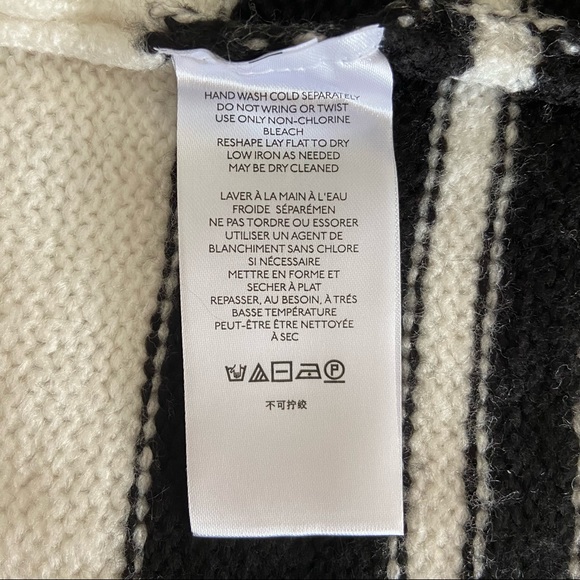 HAND WASH COLD SEPARATELY
DO NOT WRING OR TWIST
USE ONLY NON-CHLORINE
BLEACH
RESHAPE LAY FLAT TO DRY
LOW IRON AS NEEDED
MAY BE DRY CLEANED
LAVER À LA MAIN À L'EAU
FROIDE SÉPARÉMEN
NE PAS TORDRE OU ESSORER
UTILISER UN AGENT DE
BLANCHIMENT SANS CHLORE
SI NÉCESSAIRE
METTRE EN FORME ET
SECHER À PLAT
REPASSER, AU BESOIN, À TRÉS
BASSE TEMPÉRATURE
PEUT-ÊTRE ÊTRE NETTOYÉE
À SEC
P
不可拧绞